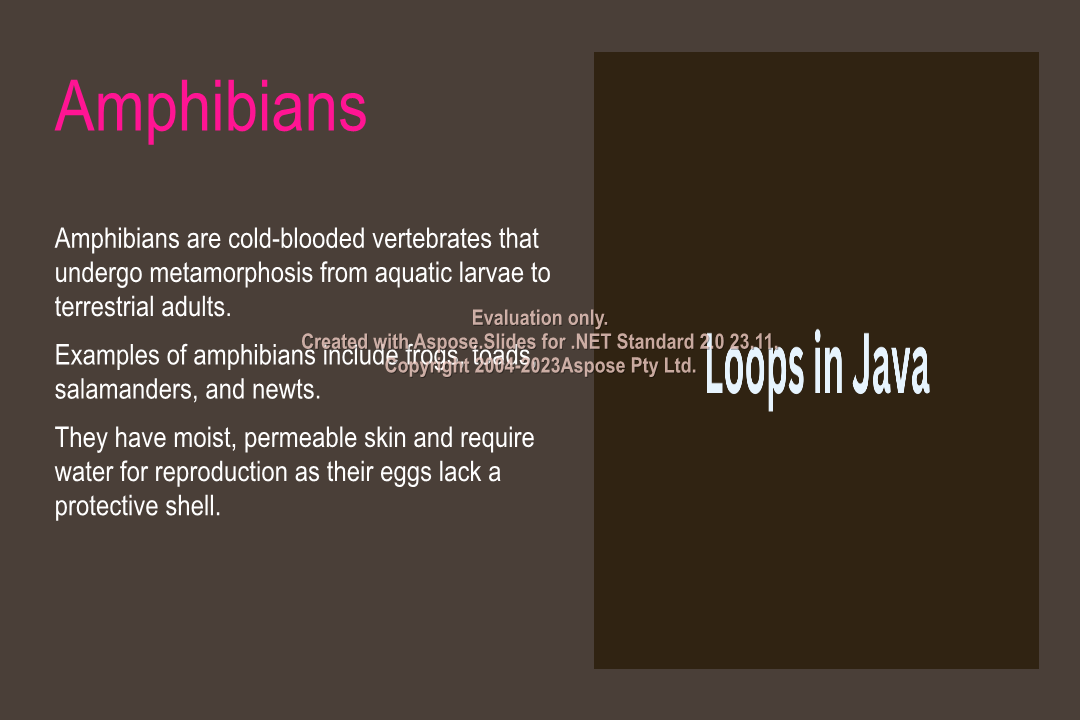 Amphibians
Amphibians are cold-blooded vertebrates that
undergo metamorphosis from aquatic larvae to
terrestrial adults.
Examples of amphibians include frogs, toads,
salamanders, and newts.
They have moist, permeable skin and require
water for reproduction as their eggs lack a
protective shell.
Evaluation only.
Created with Aspose.Slides for .NET Standard 2.0 23.11.
Copyright 2004-2023Aspose Pty Ltd.
Loops in Java